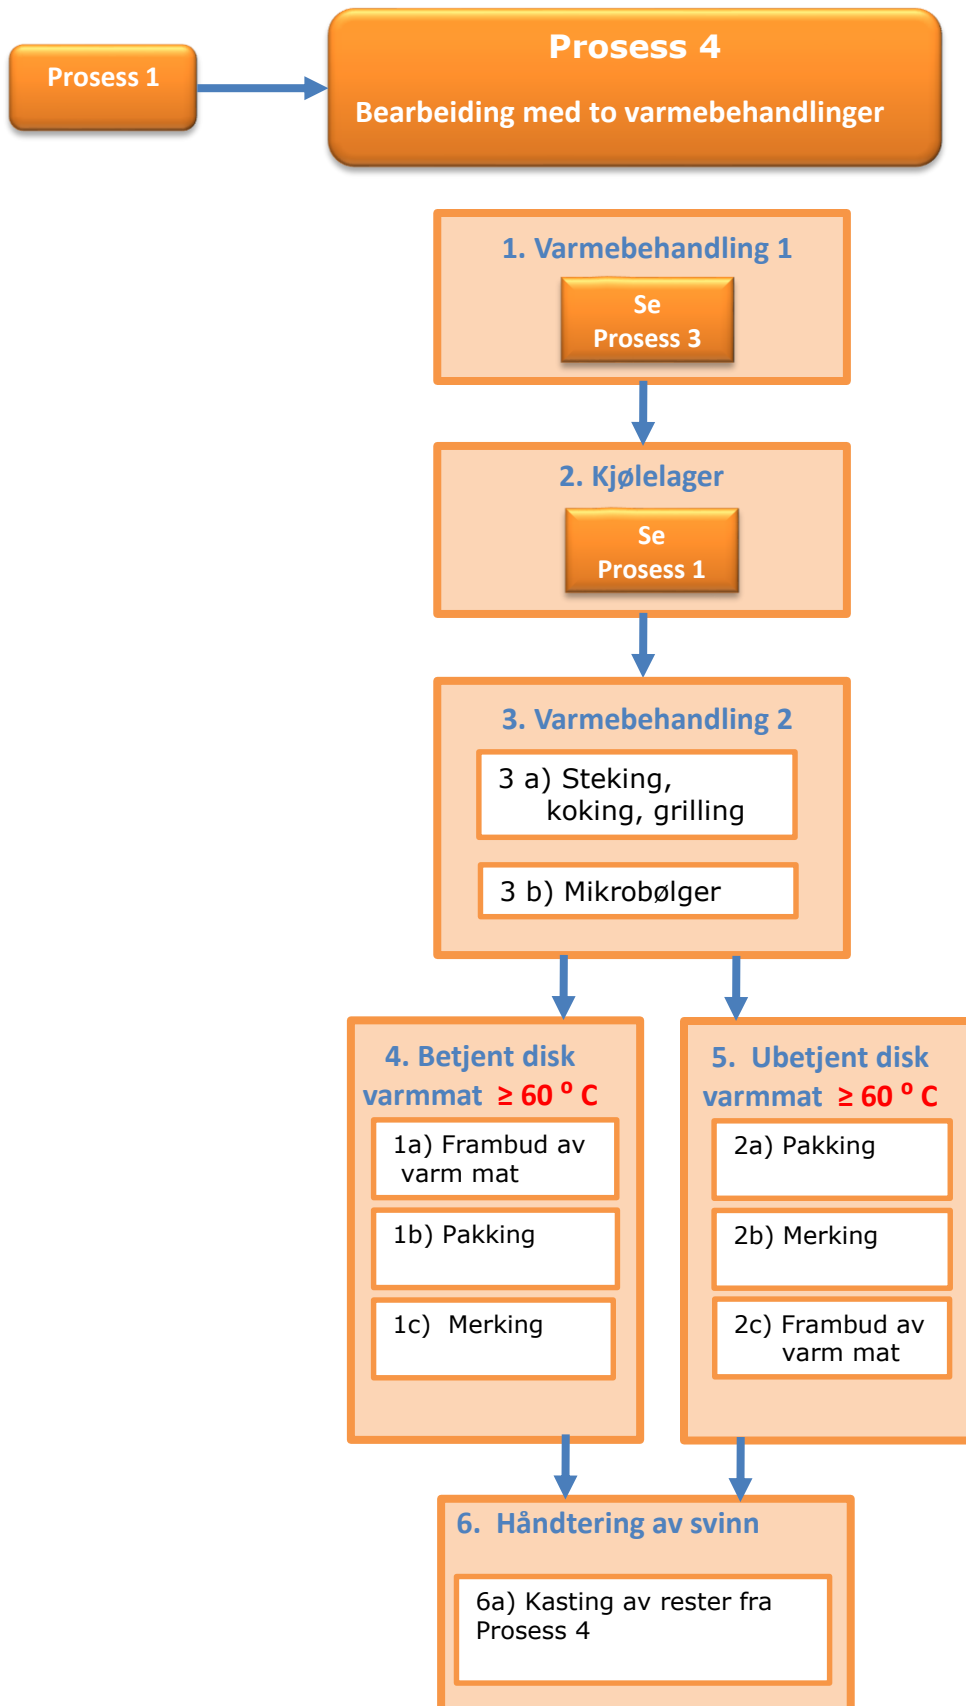 Prosess 1
Prosess 4
Bearbeiding med to varmebehandlinger
1. Varmebehandling 1
Se
Prosess 3
2. Kjølelager
Se
Prosess 1
3. Varmebehandling 2
3 a) Steking,
koking, grilling
3 b) Mikrobølger
4. Betjent disk
varmmat ≥ 60 ⁰ C
1a) Frambud av
varm mat
1b) Pakking
1c) Merking
5. Ubetjent disk
varmmat ≥ 60 ⁰ C
2a) Pakking
2b) Merking
2c) Frambud av
varm mat
6. Håndtering av svinn
6a) Kasting av rester fra
Prosess 4